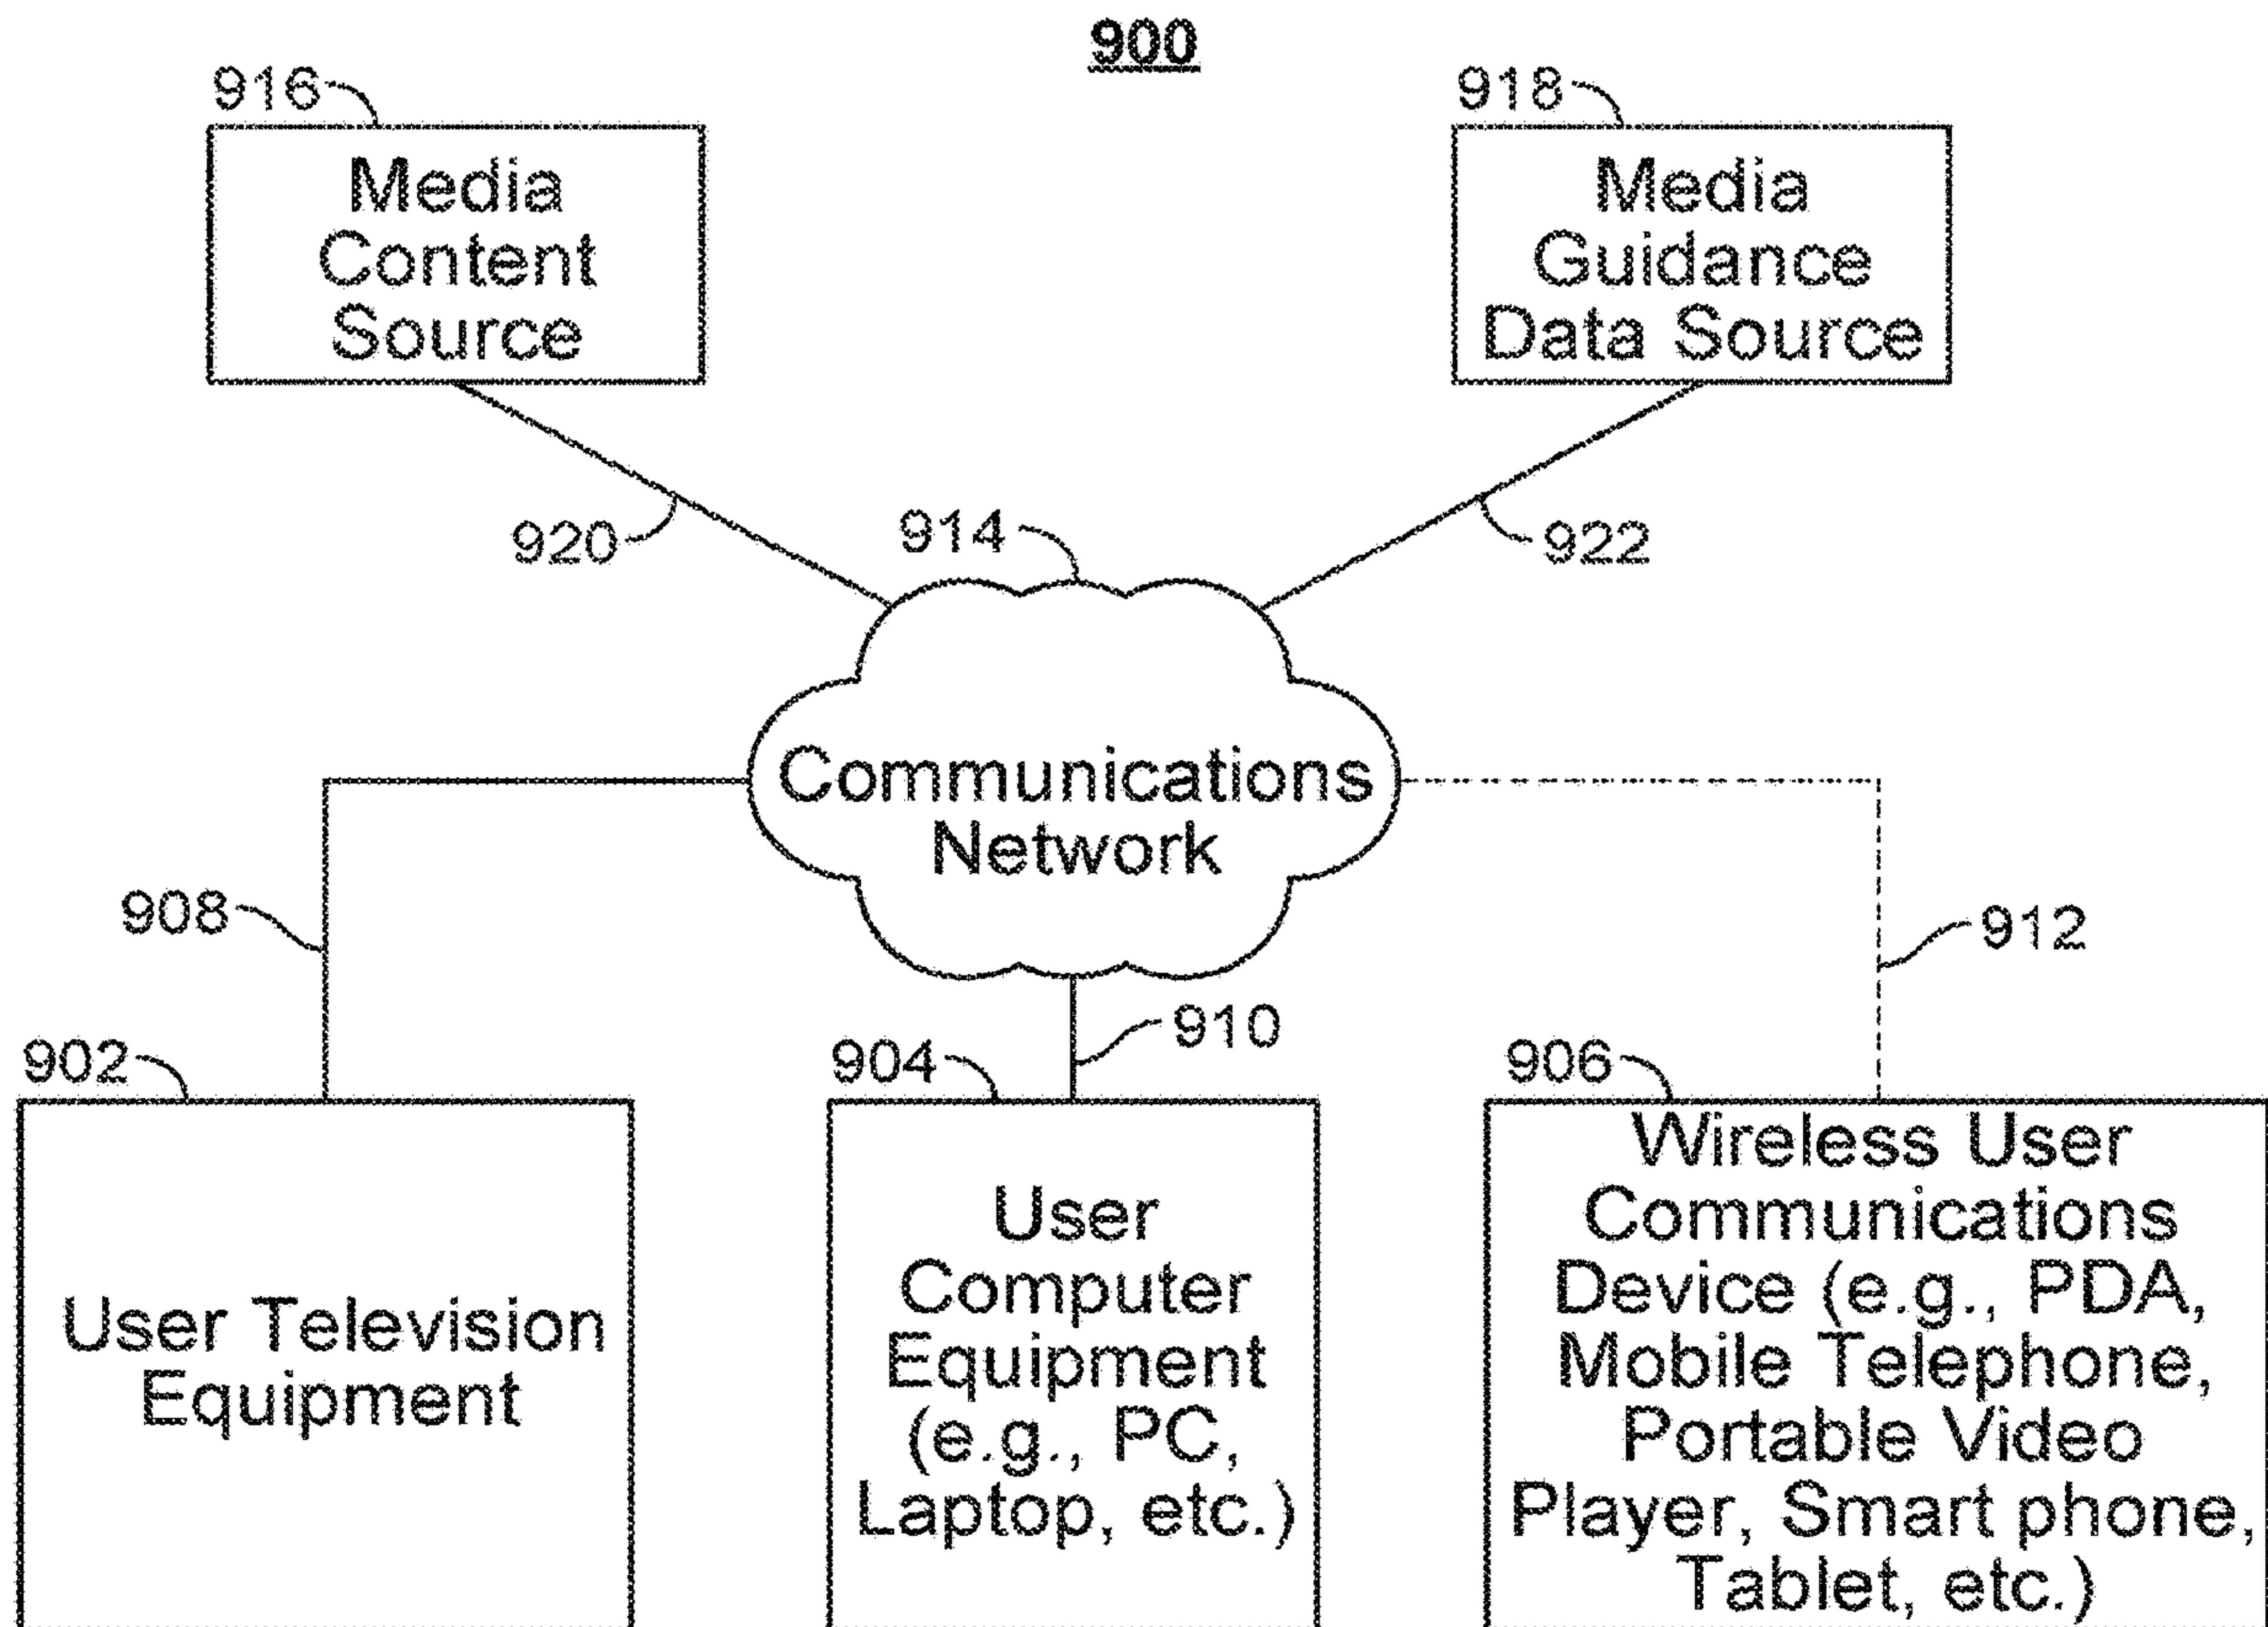 900
916
918
Media
Content
Source
Media
Guidance
Data Source
920
914
922
Communications
Network
908
912
910
902
904
906
User Television
Equipment
User
Computer
Equipment
(e.g., PC,
Laptop, etc.)
Wireless User
Communications
Device (e.g., PDA,
Mobile Telephone,
Portable Video
Player, Smart phone,
Tablet, etc.)